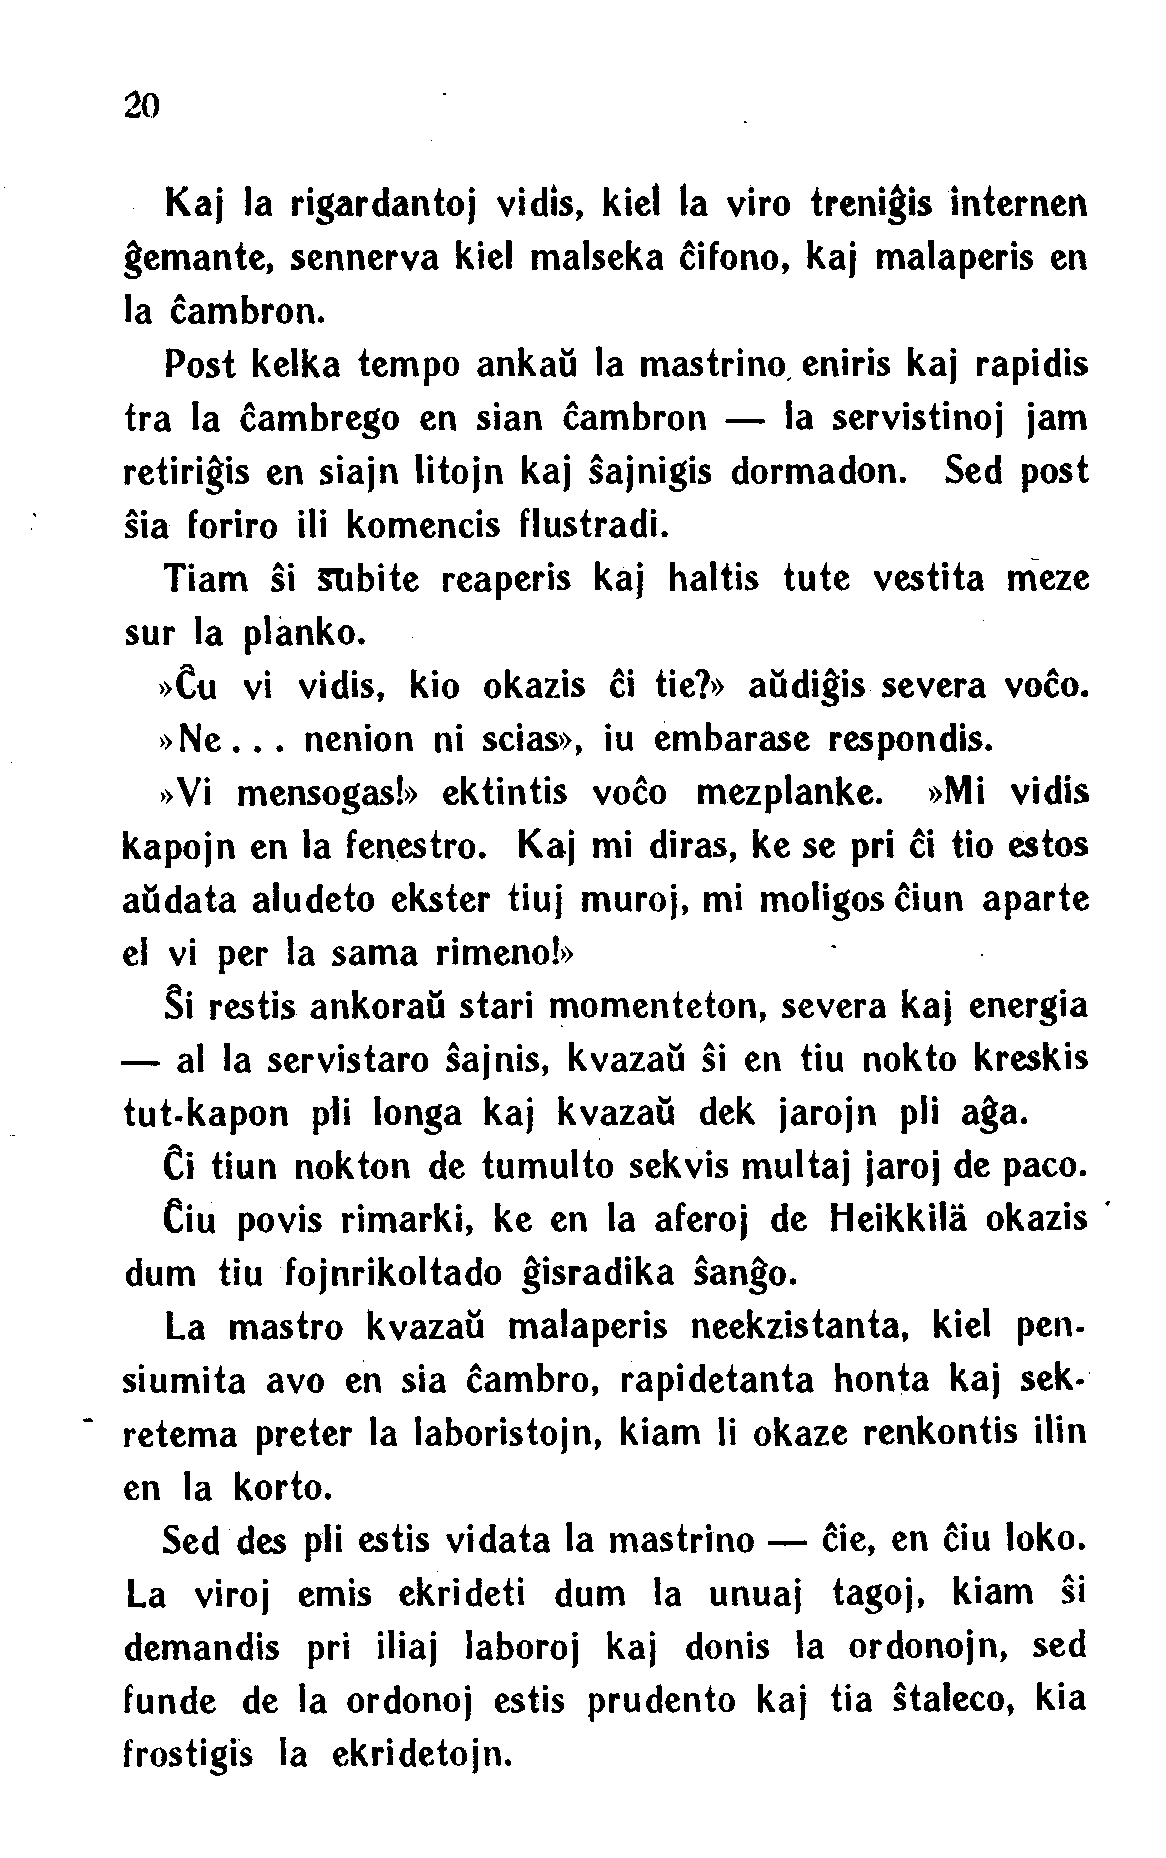 20
Kaj la rigardantoj vidis, kiel la viro treniĝis internen
ĝemante, sennerva kiel malseka ĉifono, kaj malaperis en
la ĉambron.
Post kelka tempo ankaŭ la mastrino eniris kaj rapidis
tra la ĉambrego en sian ĉambron — la servistinoj jam
retiriĝis en siajn litojn kaj ŝajnigis dormadon. Sed post
ŝia foriro ili komencis flustradi.
Tiam ŝi subite reaperis kaj haltis tute vestita meze
sur la planko.
»Ĉu vi vidis, kio okazis ĉi tie?» aŭdiĝis severa voĉo.
»Ne... nenion ni scias», iu embarase respondis.
»Vi mensogas!» ektintis voĉo mezplanke. »Mi vidis
kapojn en la fenestro. Kaj mi diras, ke se pri ĉi tio estos
aŭdata aludeto ekster tiuj muroj, mi moligos ĉiun aparte
el vi per la sama rimeno!»
Ŝi restis ankoraŭ stari momenteton, severa kaj energia
— al la servistaro ŝajnis, kvazaŭ ŝi en tiu nokto kreskis
tut-kapon pli longa kaj kvazaŭ dek jarojn pli aĝa.
Ĉi tiun nokton de tumulto sekvis multaj jaroj de paco.
Ĉiu povis rimarki, ke en la aferoj de Heikkilä okazis
dum tiu fojnrikoltado ĝisradika ŝanĝo.
La mastro kvazaŭ malaperis neekzistanta, kiel pen-
siumita avo en sia ĉambro, rapidetanta honta kaj sek-
retema preter la laboristojn, kiam li okaze renkontis ilin
en la korto.
Sed des pli estis vidata la mastrino — ĉie, en ĉiu loko.
La viroj emis ekrideti dum la unuaj tagoj, kiam ŝi
demandis pri iliaj laboroj kaj donis la ordonojn, sed
funde de la ordonoj estis prudento kaj tia ŝtaleco, kia
frostigis la ekridetojn.